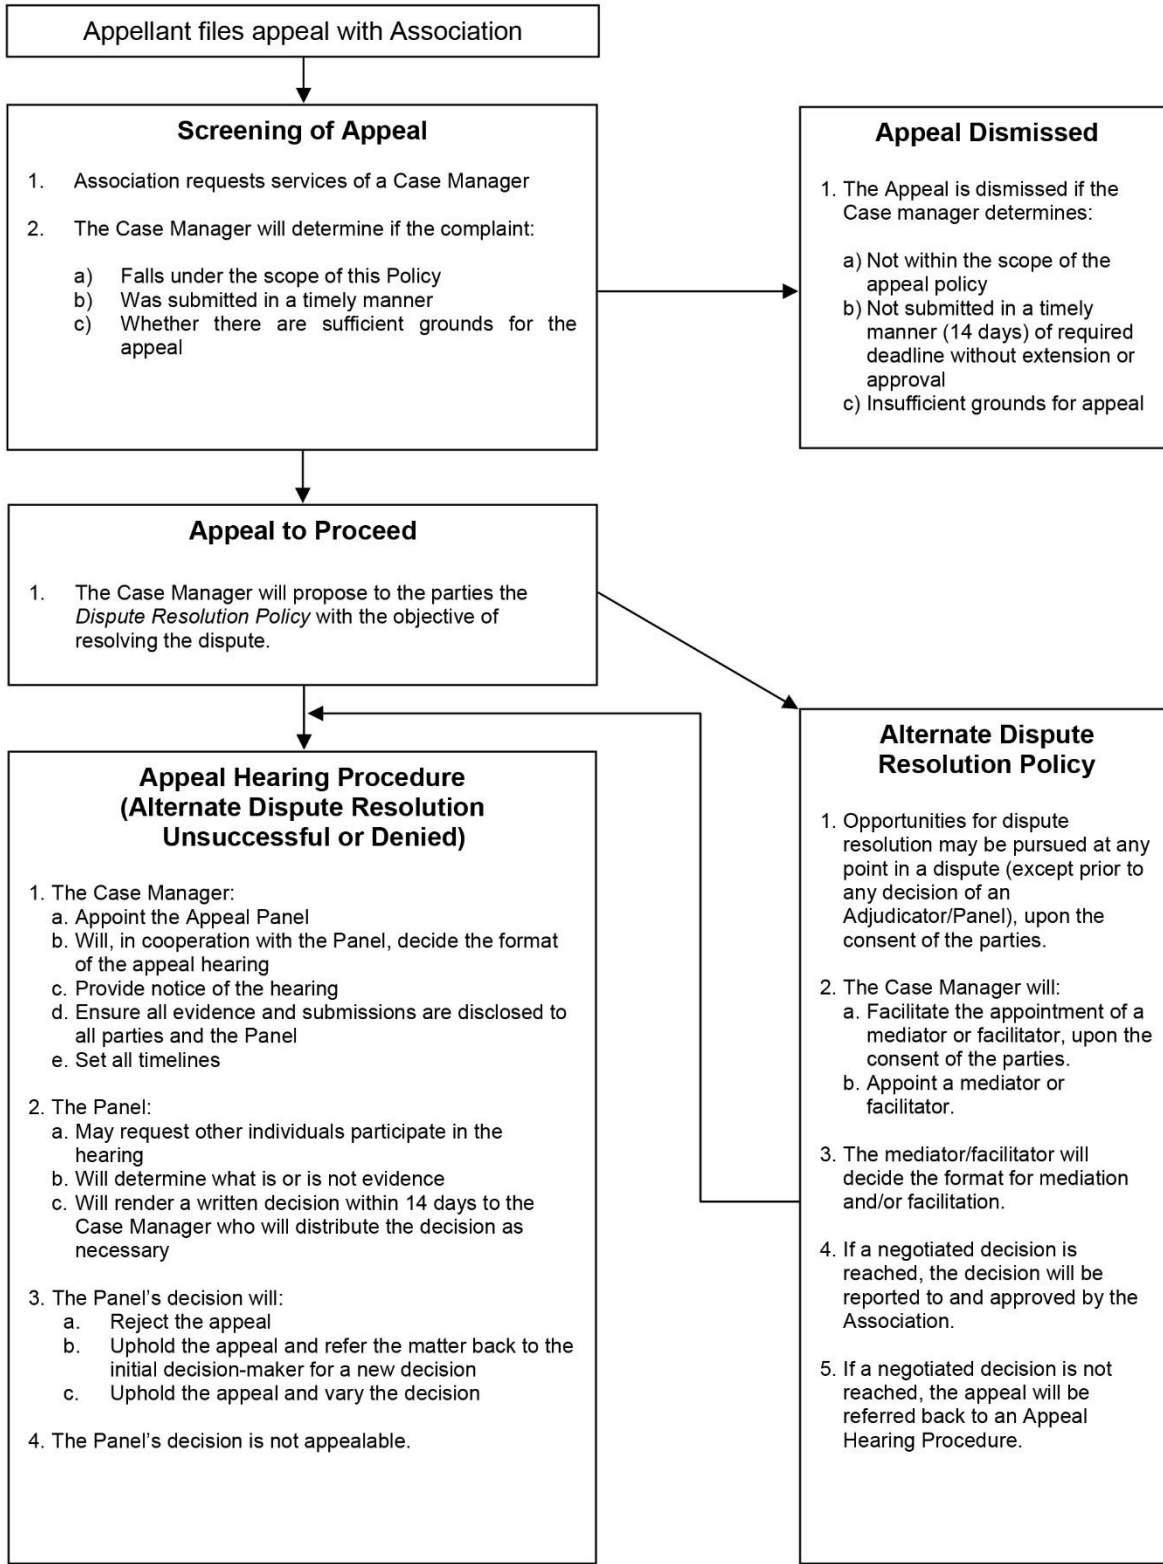 Appellant files appeal with Association
Screening of Appeal
1. Association requests services of a Case Manager
2. The Case Manager will determine if the complaint:
a) Falls under the scope of this Policy
b) Was submitted in a timely manner
c) Whether there are sufficient grounds for the
appeal
Appeal Dismissed
1. The Appeal is dismissed if the
Case manager determines:
a) Not within the scope of the
appeal policy
b) Not submitted in a timely
manner (14 days) of required
deadline without extension or
approval
c) Insufficient grounds for appeal
Appeal to Proceed
1. The Case Manager will propose to the parties the
Dispute Resolution Policy with the objective of
resolving the dispute.
Appeal Hearing Procedure
(Alternate Dispute Resolution
Unsuccessful or Denied)
1. The Case Manager:
a. Appoint the Appeal Panel
b. Will, in cooperation with the Panel, decide the format
of the appeal hearing
c. Provide notice of the hearing
d. Ensure all evidence and submissions are disclosed to
all parties and the Panel
e. Set all timelines
2. The Panel:
a. May request other individuals participate in the
hearing
b. Will determine what is or is not evidence
c. Will render a written decision within 14 days to the
Case Manager who will distribute the decision as
necessary
3. The Panel's decision will:
a. Reject the appeal
b. Uphold the appeal and refer the matter back to the
initial decision-maker for a new decision
c. Uphold the appeal and vary the decision
4. The Panel's decision is not appealable.
Alternate Dispute
Resolution Policy
1. Opportunities for dispute
resolution may be pursued at any
point in a dispute (except prior to
any decision of an
Adjudicator/Panel), upon the
consent of the parties.
2. The Case Manager will:
a. Facilitate the appointment of a
mediator or facilitator, upon the
consent of the parties.
b. Appoint a mediator or
facilitator.
3. The mediator/facilitator will
decide the format for mediation
and/or facilitation.
4. If a negotiated decision is
reached, the decision will be
reported to and approved by the
Association.
5. If a negotiated decision is not
reached, the appeal will be
referred back to an Appeal
Hearing Procedure.